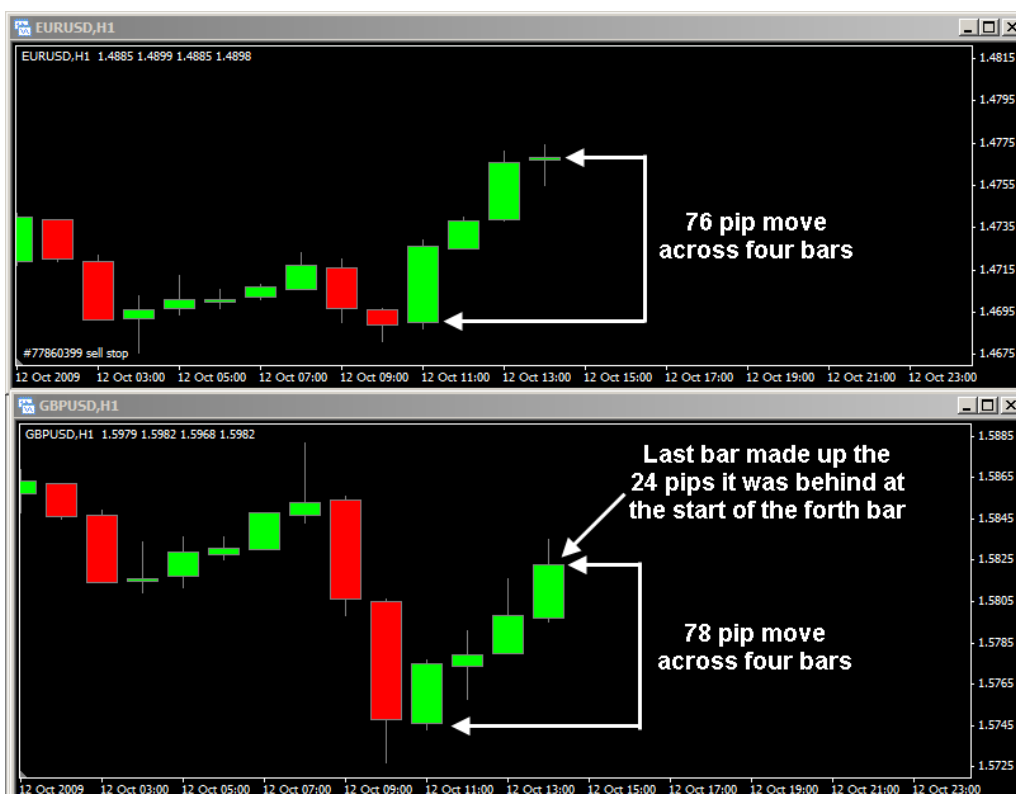 EURUSD,H1
EURUSD,H1 1.4885 1.4899 1.4885 1.4898
1.4815
1.4795
1.4775
1.4755
1.4735
1.4715
1.4695
1.4675
76 pip move
across four bars
#77860399 sell stop
12 Oct 2009 12 Oct 03:00 12 Oct 05:00 12 Oct 07:00 12 Oct 09:00 12 Oct 11:00 12 Oct 13:00 12 Oct 15:00 12 Oct 17:00 12 Oct 19:00 12 Oct 21:00 12 Oct 23:00
GBPUSD,H1
GBPUSD,H1 1.5979 1.5982 1.5968 1.5982
1.5885
1.5865
1.5845
1.5825
1.5805
1.5785
1.5765
1.5745
1.5725
Last bar made up the
24 pips it was behind at
the start of the forth bar
78 pip move
across four bars
12 Oct 2009 12 Oct 03:00 12 Oct 05:00 12 Oct 07:00 12 Oct 09:00 12 Oct 11:00 12 Oct 13:00 12 Oct 15:00 12 Oct 17:00 12 Oct 19:00 12 Oct 21:00 12 Oct 23:00